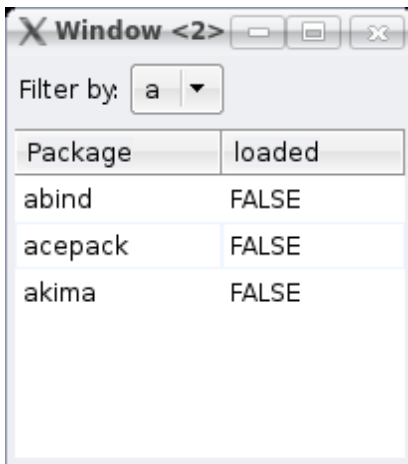 Window <2>
Filter by: a
Package loaded
abind FALSE
acepack FALSE
akima FALSE